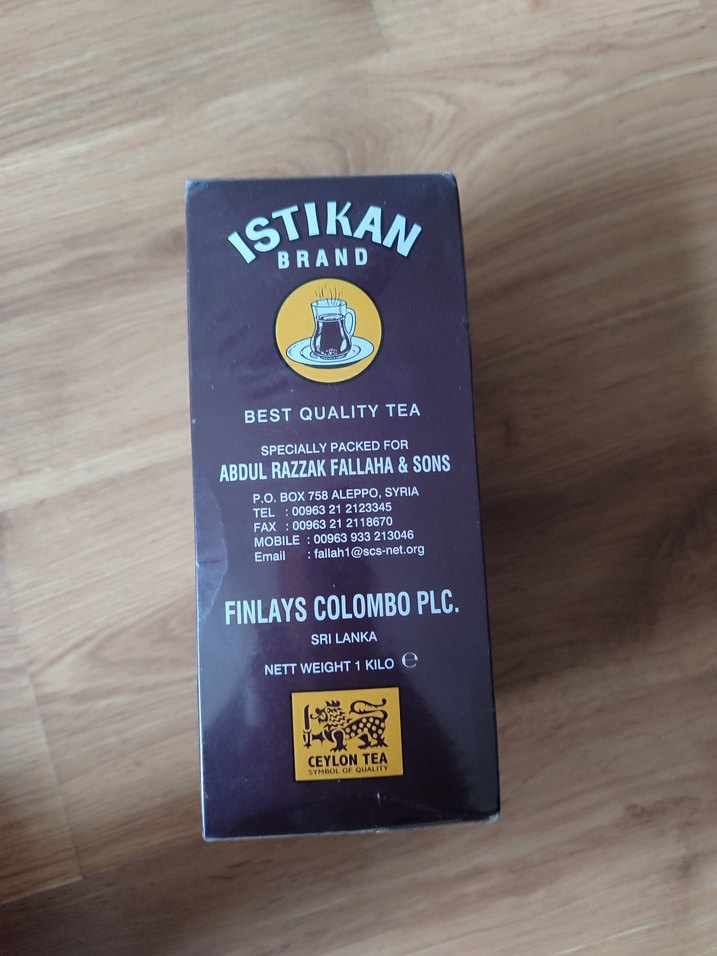 ISTIKAN
BRAND
BEST QUALITY TEA
SPECIALLY PACKED FOR
ABDUL RAZZAK FALLAHA & SONS
P.O. BOX 758 ALEPPO, SYRIA
TEL : 00963 21 2123345
FAX : 00963 21 2118670
MOBILE : 00963 933 213046
Email : fallah1@scs-net.org
FINLAYS COLOMBO PLC.
SRI LANKA
NETT WEIGHT 1 KILO ℮
CEYLON TEA
SYMBOL OF QUALITY